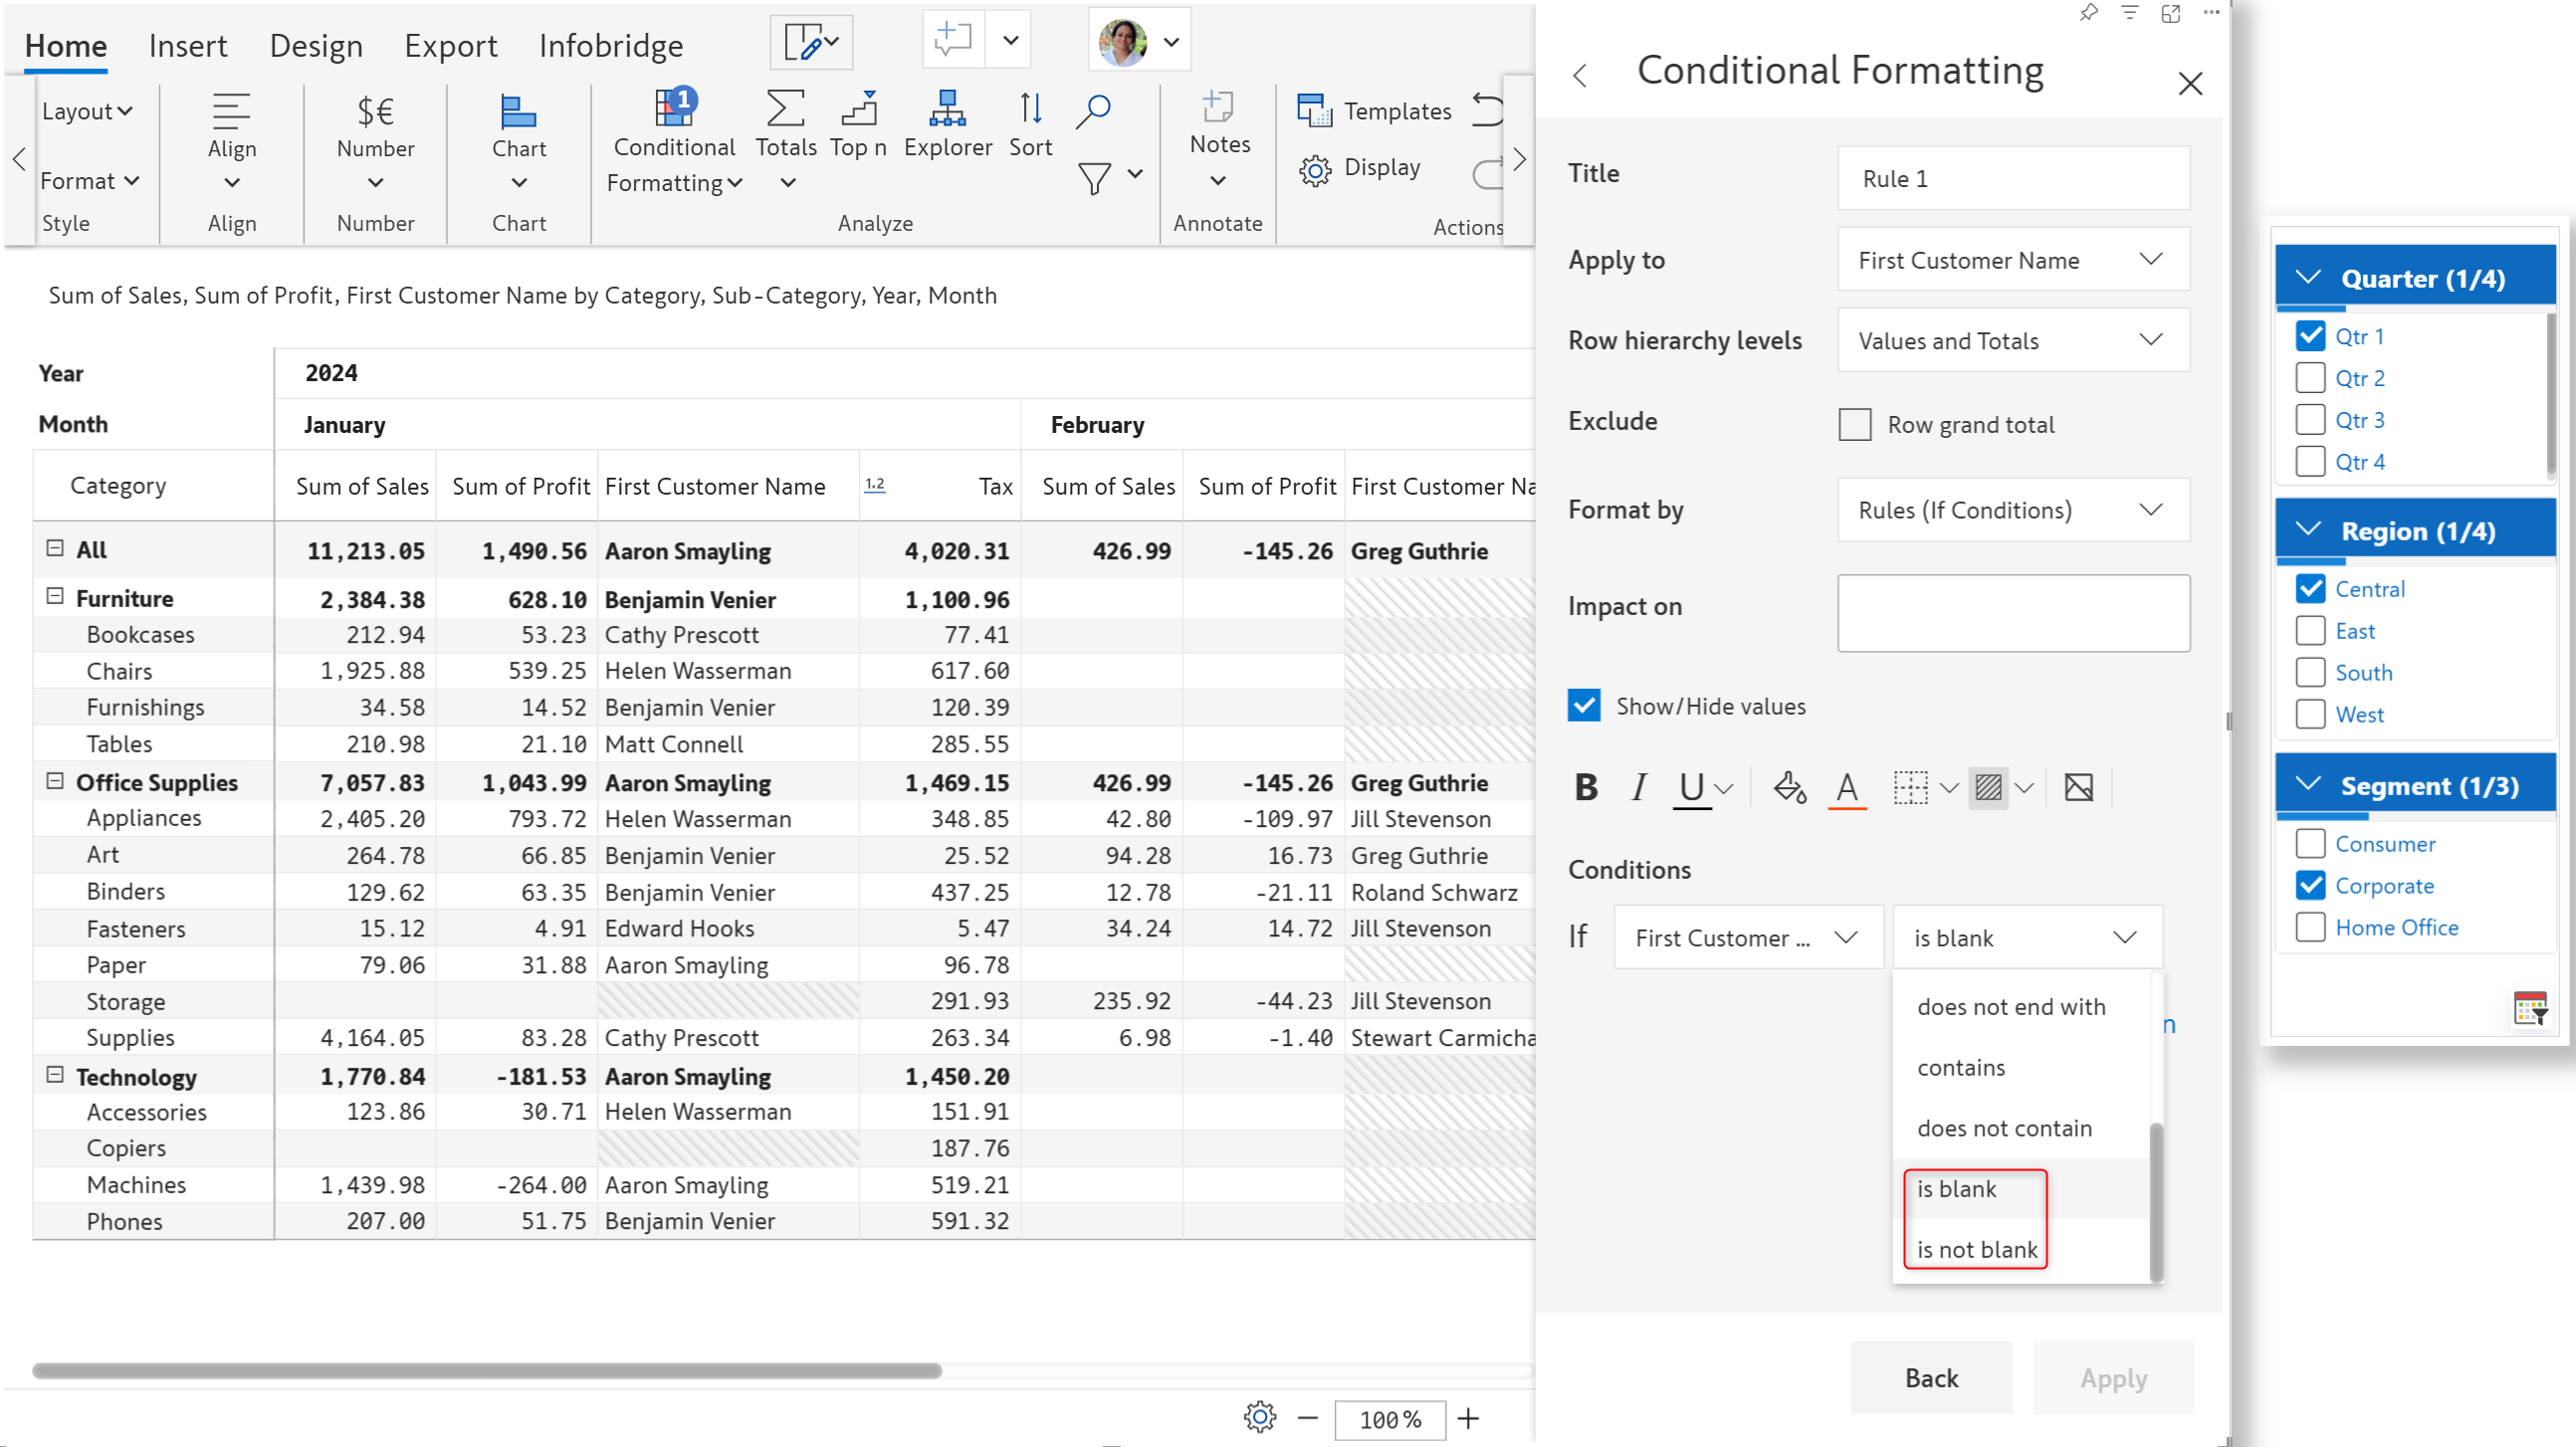 Home Insert Design Export Infobridge
Layout
Format
Style
Align
Align
$€
Number
Number
Chart
Chart
1
Conditional
Formatting
Totals
Top n
Explorer
Sort
Analyze
Notes
Annotate
Templates
Display
Actions
Sum of Sales, Sum of Profit, First Customer Name by Category, Sub-Category, Year, Month
Year 2024
Month January February
Category Sum of Sales Sum of Profit First Customer Name 1.2 Tax Sum of Sales Sum of Profit First Customer Na
All 11,213.05 1,490.56 Aaron Smayling 4,020.31 426.99 -145.26 Greg Guthrie
Furniture 2,384.38 628.10 Benjamin Venier 1,100.96
Bookcases 212.94 53.23 Cathy Prescott 77.41
Chairs 1,925.88 539.25 Helen Wasserman 617.60
Furnishings 34.58 14.52 Benjamin Venier 120.39
Tables 210.98 21.10 Matt Connell 285.55
Office Supplies 7,057.83 1,043.99 Aaron Smayling 1,469.15 426.99 -145.26 Greg Guthrie
Appliances 2,405.20 793.72 Helen Wasserman 348.85 42.80 -109.97 Jill Stevenson
Art 264.78 66.85 Benjamin Venier 25.52 94.28 16.73 Greg Guthrie
Binders 129.62 63.35 Benjamin Venier 437.25 12.78 -21.11 Roland Schwarz
Fasteners 15.12 4.91 Edward Hooks 5.47 34.24 14.72 Jill Stevenson
Paper 79.06 31.88 Aaron Smayling 96.78
Storage 291.93 235.92 -44.23 Jill Stevenson
Supplies 4,164.05 83.28 Cathy Prescott 263.34 6.98 -1.40 Stewart Carmicha
Technology 1,770.84 -181.53 Aaron Smayling 1,450.20
Accessories 123.86 30.71 Helen Wasserman 151.91
Copiers 187.76
Machines 1,439.98 -264.00 Aaron Smayling 519.21
Phones 207.00 51.75 Benjamin Venier 591.32
100%
Conditional Formatting
Title Rule 1
Apply to First Customer Name
Row hierarchy levels Values and Totals
Exclude Row grand total
Format by Rules (If Conditions)
Impact on
Show/Hide values
B I U A
Conditions
If First Customer ... is blank
does not end with
n
contains
does not contain
is blank
is not blank
Back Apply
Quarter (1/4)
Qtr 1
Qtr 2
Qtr 3
Qtr 4
Region (1/4)
Central
East
South
West
Segment (1/3)
Consumer
Corporate
Home Office